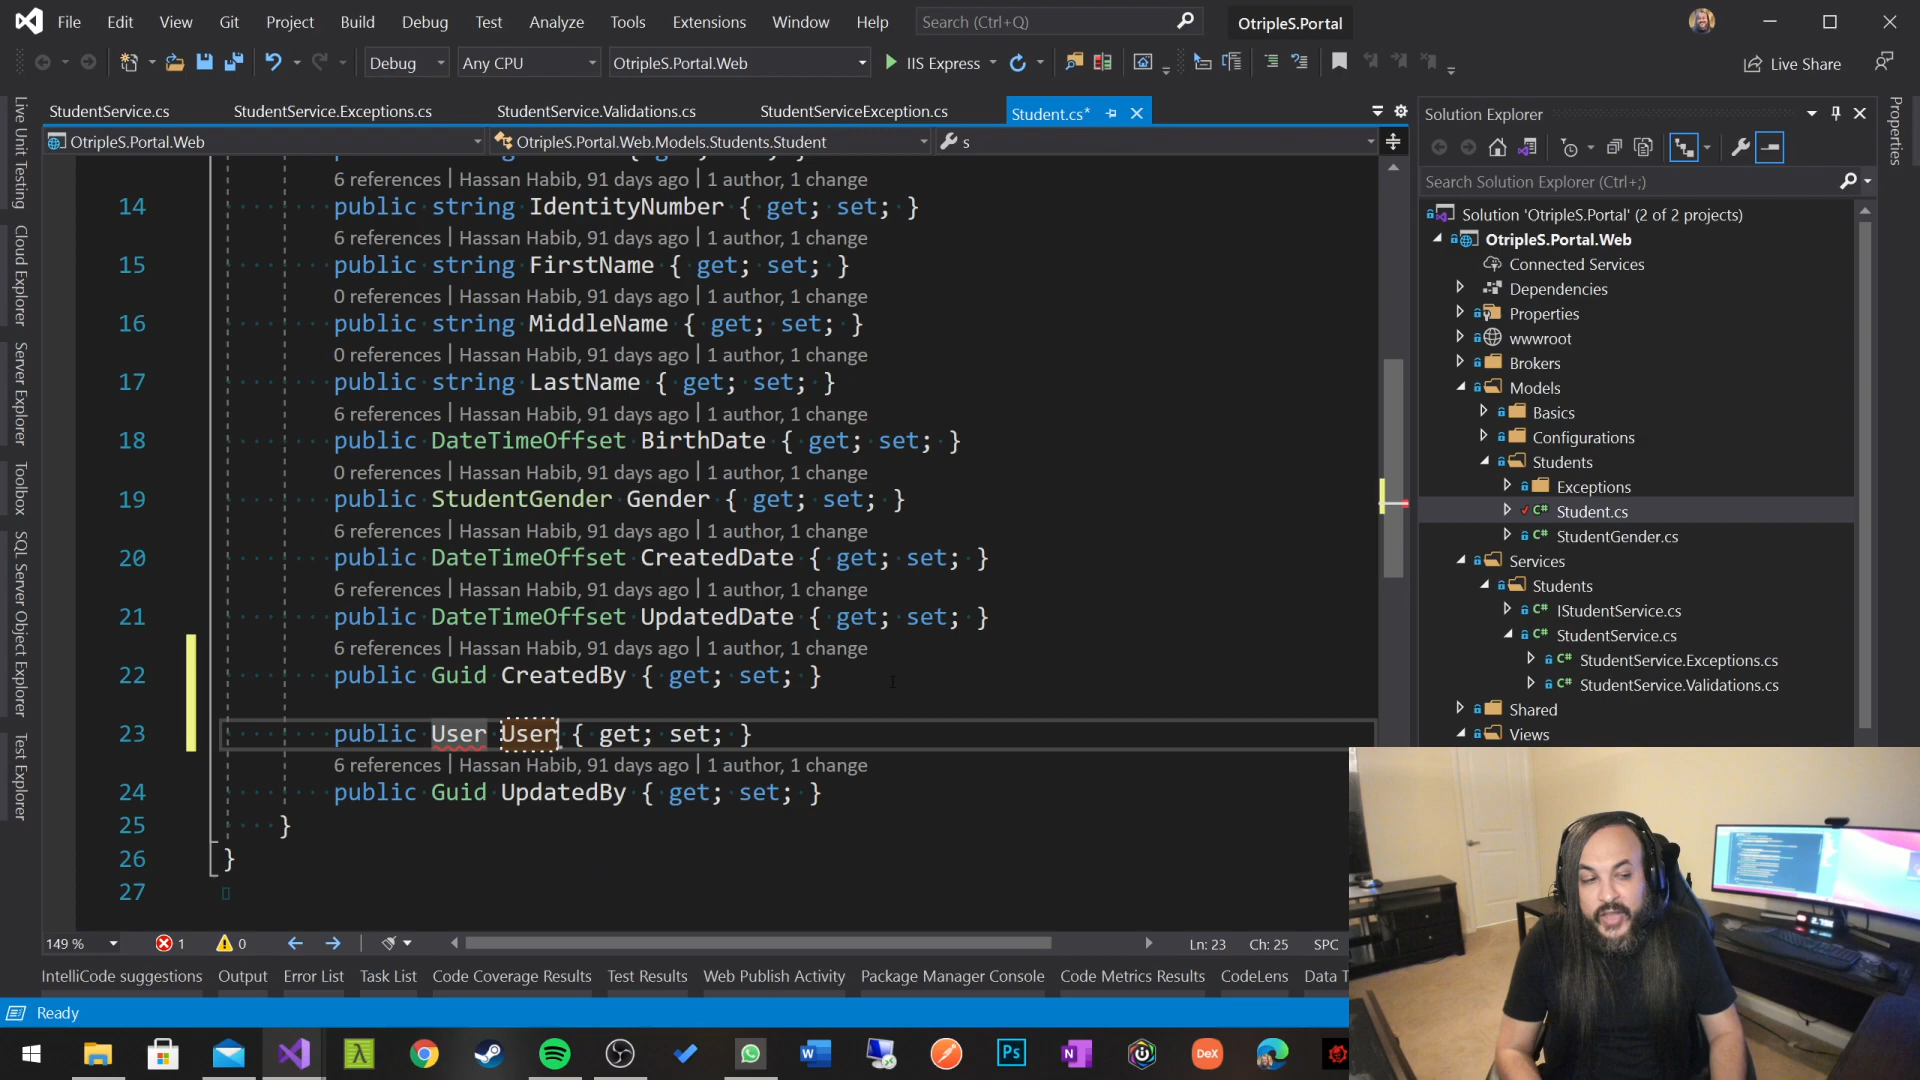 File Edit View Git Project Build Debug Test Analyze Tools Extensions Window Help Search (Ctrl+Q) OtripleS.Portal
Debug Any CPU OtripleS.Portal.Web IIS Express Live Share
StudentService.cs StudentService.Exceptions.cs StudentService.Validations.cs StudentServiceException.cs Student.cs*
OtripleS.Portal.Web OtripleS.Portal.Web.Models.Students.Student s
6 references | Hassan Habib, 91 days ago | 1 author, 1 change
14 public string IdentityNumber { get; set; }
6 references | Hassan Habib, 91 days ago | 1 author, 1 change
15 public string FirstName { get; set; }
0 references | Hassan Habib, 91 days ago | 1 author, 1 change
16 public string MiddleName { get; set; }
0 references | Hassan Habib, 91 days ago | 1 author, 1 change
17 public string LastName { get; set; }
6 references | Hassan Habib, 91 days ago | 1 author, 1 change
18 public DateTimeOffset BirthDate { get; set; }
0 references | Hassan Habib, 91 days ago | 1 author, 1 change
19 public StudentGender Gender { get; set; }
6 references | Hassan Habib, 91 days ago | 1 author, 1 change
20 public DateTimeOffset CreatedDate { get; set; }
6 references | Hassan Habib, 91 days ago | 1 author, 1 change
21 public DateTimeOffset UpdatedDate { get; set; }
6 references | Hassan Habib, 91 days ago | 1 author, 1 change
22 public Guid CreatedBy { get; set; }
23 public User User { get; set; }
6 references | Hassan Habib, 91 days ago | 1 author, 1 change
24 public Guid UpdatedBy { get; set; }
25 }
26 }
27
149 % 1 0 Ln: 23 Ch: 25 SPC
IntelliCode suggestions Output Error List Task List Code Coverage Results Test Results Web Publish Activity Package Manager Console Code Metrics Results CodeLens Data T
Ready
Live Unit Testing
Cloud Explorer
Server Explorer
Toolbox
SQL Server Object Explorer
Test Explorer
Solution Explorer
Search Solution Explorer (Ctrl+;)
Solution 'OtripleS.Portal' (2 of 2 projects)
OtripleS.Portal.Web
Connected Services
Dependencies
Properties
wwwroot
Brokers
Models
Basics
Configurations
Students
Exceptions
C# Student.cs
C# StudentGender.cs
Services
Students
C# IStudentService.cs
C# StudentService.cs
C# StudentService.Exceptions.cs
C# StudentService.Validations.cs
Shared
Views
Properties
Ps
DeX